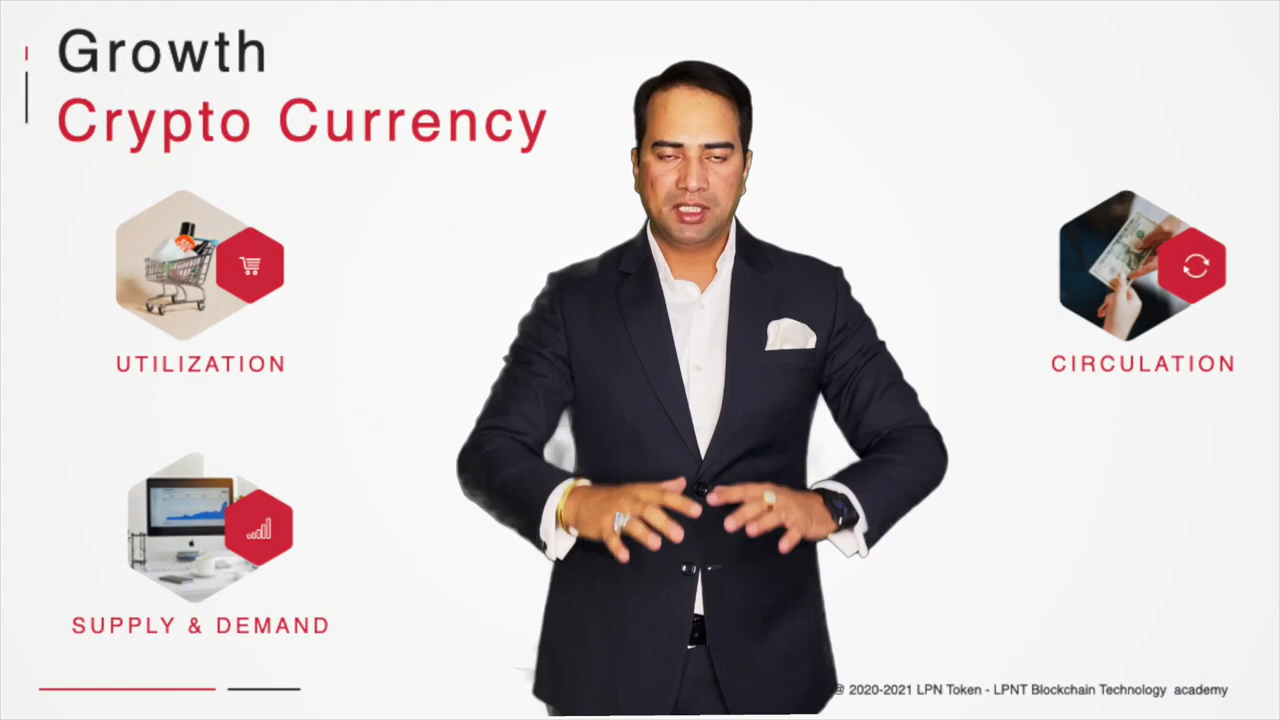 Growth
Crypto Currency
UTILIZATION
CIRCULATION
SUPPLY & DEMAND
@ 2020-2021 LPN Token - LPNT Blockchain Technology academy